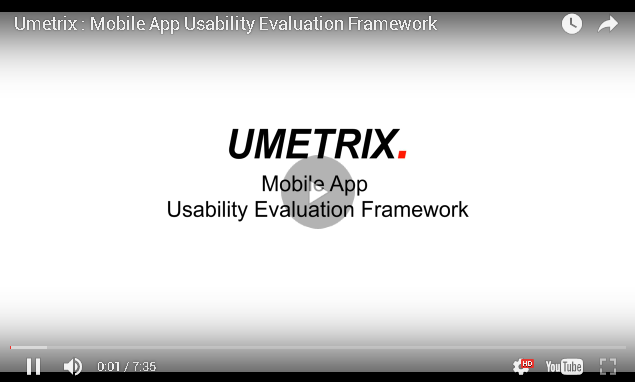 Umetrix : Mobile App Usability Evaluation Framework
UMETRIX.
Mobile App
Usability Evaluation Framework
0:01 / 7:35
HD
YouTube